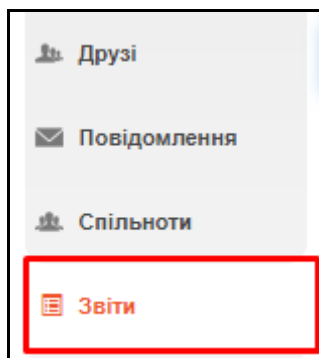 Друзі
Повідомлення
Спільноти
Звіти